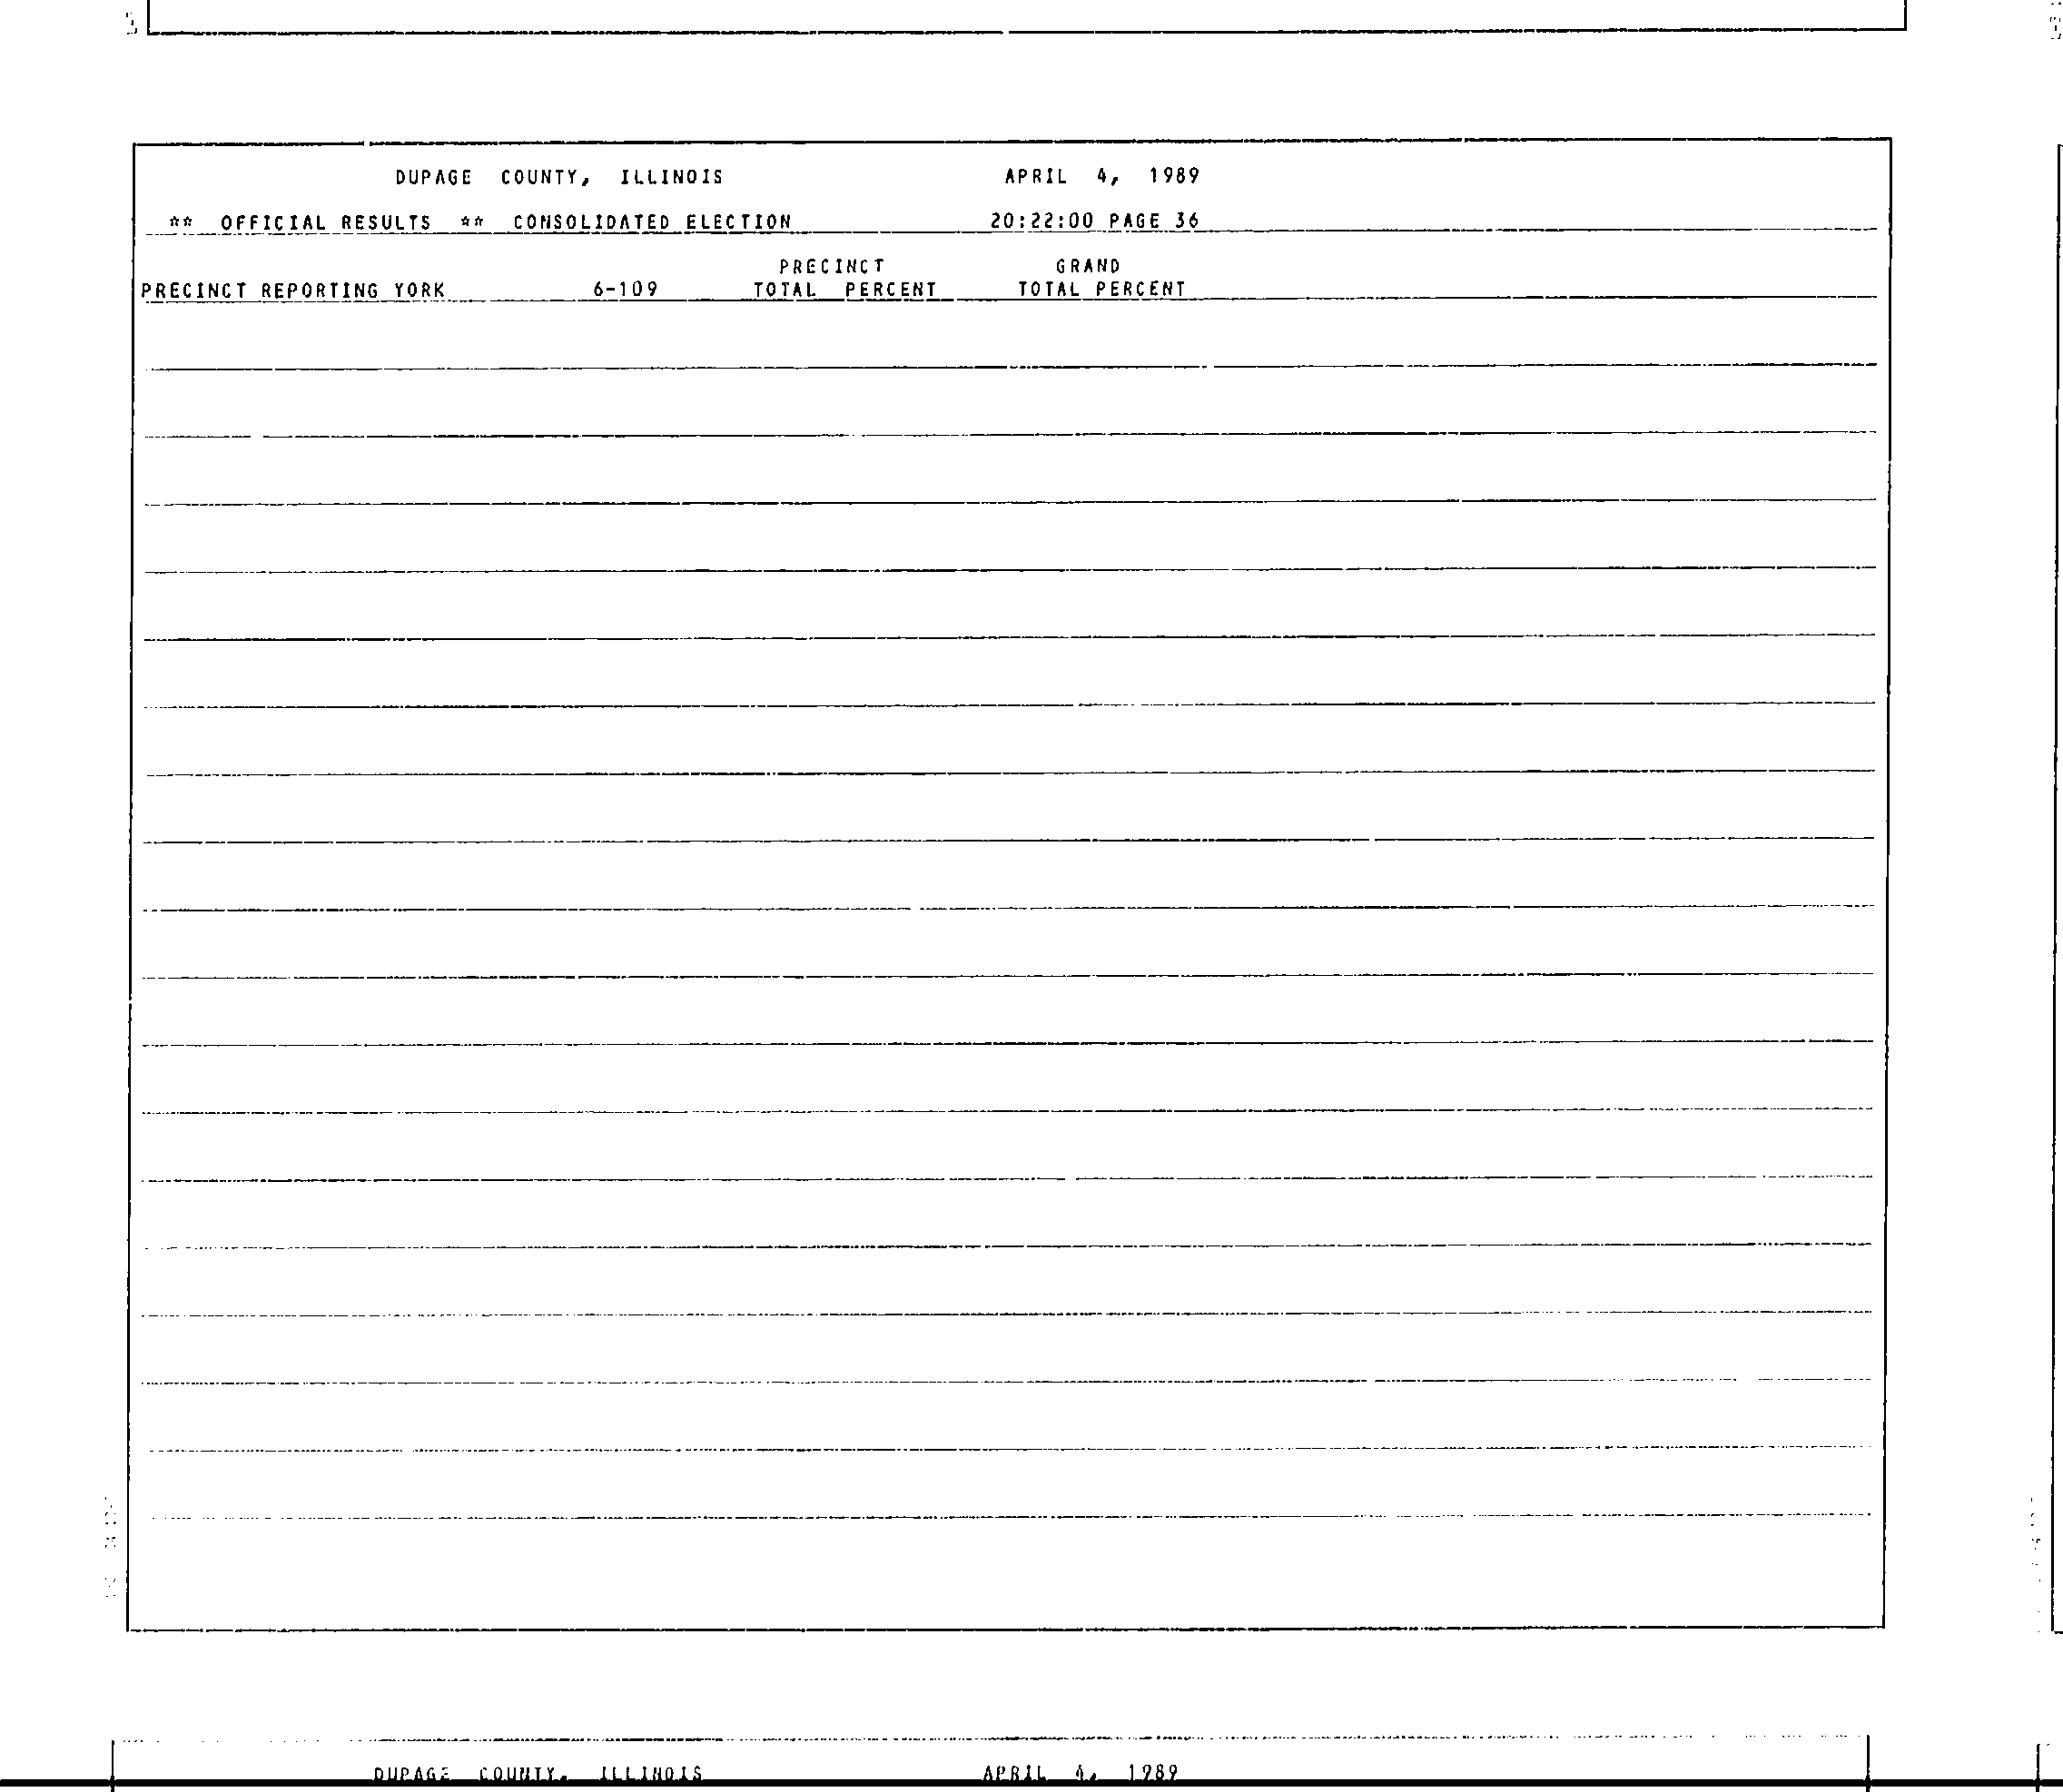 DUPAGE COUNTY, ILLINOIS APRIL 4, 1989
** OFFICIAL RESULTS ** CONSOLIDATED ELECTION 20:22:00 PAGE 36
PRECINCT GRAND
PRECINCT REPORTING YORK 6-109 TOTAL PERCENT TOTAL PERCENT
DUPAGE COUNTY, ILLINOIS APRIL 4, 1989